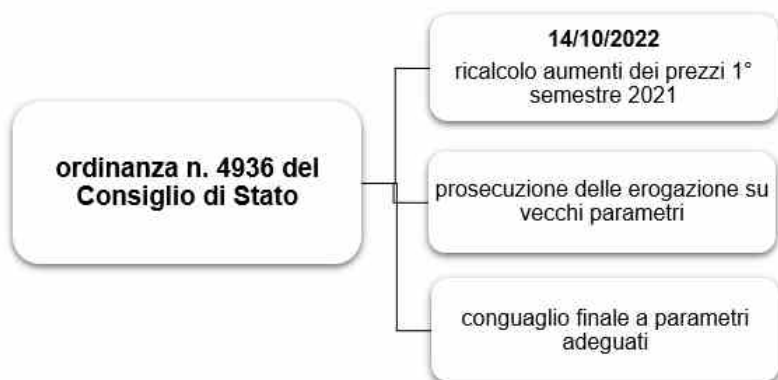 ordinanza n. 4936 del
Consiglio di Stato
14/10/2022
ricalcolo aumenti dei prezzi 1°
semestre 2021
prosecuzione delle erogazione su
vecchi parametri
conguaglio finale a parametri
adeguati